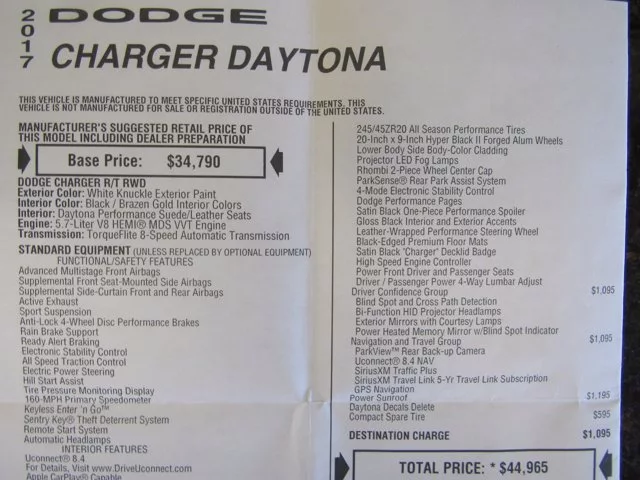 2017
DODGE
CHARGER DAYTONA
THIS VEHICLE IS MANUFACTURED TO MEET SPECIFIC UNITED STATES REQUIREMENTS. THIS
VEHICLE IS NOT MANUFACTURED FOR SALE OR REGISTRATION OUTSIDE OF THE UNITED STATES.
MANUFACTURER'S SUGGESTED RETAIL PRICE OF
THIS MODEL INCLUDING DEALER PREPARATION
Base Price: $34,790
DODGE CHARGER R/T RWD
Exterior Color: White Knuckle Exterior Paint
Interior Color: Black / Brazen Gold Interior Colors
Interior: Daytona Performance Suede/Leather Seats
Engine: 5.7-Liter V8 HEMI® MDS VVT Engine
Transmission: TorqueFlite 8-Speed Automatic Transmission
STANDARD EQUIPMENT (UNLESS REPLACED BY OPTIONAL EQUIPMENT)
FUNCTIONAL/SAFETY FEATURES
Advanced Multistage Front Airbags
Supplemental Front Seat-Mounted Side Airbags
Supplemental Side-Curtain Front and Rear Airbags
Active Exhaust
Sport Suspension
Anti-Lock 4-Wheel Disc Performance Brakes
Rain Brake Support
Ready Alert Braking
Electronic Stability Control
All Speed Traction Control
Electric Power Steering
Hill Start Assist
Tire Pressure Monitoring Display
160-MPH Primary Speedometer
Keyless Enter 'n Go™
Sentry Key® Theft Deterrent System
Remote Start System
Automatic Headlamps
INTERIOR FEATURES
Uconnect® 8.4
For Details, Visit www.DriveUconnect.com
Apple CarPlay® Capable
245/45ZR20 All Season Performance Tires
20-Inch x 9-Inch Hyper Black II Forged Alum Wheels
Lower Body Side Body-Color Cladding
Projector LED Fog Lamps
Rhombi 2-Piece Wheel Center Cap
ParkSense® Rear Park Assist System
4-Mode Electronic Stability Control
Dodge Performance Pages
Satin Black One-Piece Performance Spoiler
Gloss Black Interior and Exterior Accents
Leather-Wrapped Performance Steering Wheel
Black-Edged Premium Floor Mats
Satin Black "Charger" Decklid Badge
High Speed Engine Controller
Power Front Driver and Passenger Seats
Driver / Passenger Power 4-Way Lumbar Adjust
Driver Confidence Group $1,095
Blind Spot and Cross Path Detection
Bi-Function HID Projector Headlamps
Exterior Mirrors with Courtesy Lamps
Power Heated Memory Mirror w/Blind Spot Indicator
Navigation and Travel Group $1,095
ParkView™ Rear Back-up Camera
Uconnect® 8.4 NAV
SiriusXM Traffic Plus
SiriusXM Travel Link 5-Yr Travel Link Subscription
GPS Navigation
Power Sunroof $1,195
Daytona Decals Delete
Compact Spare Tire $595
DESTINATION CHARGE $1,095
TOTAL PRICE: * $44,965